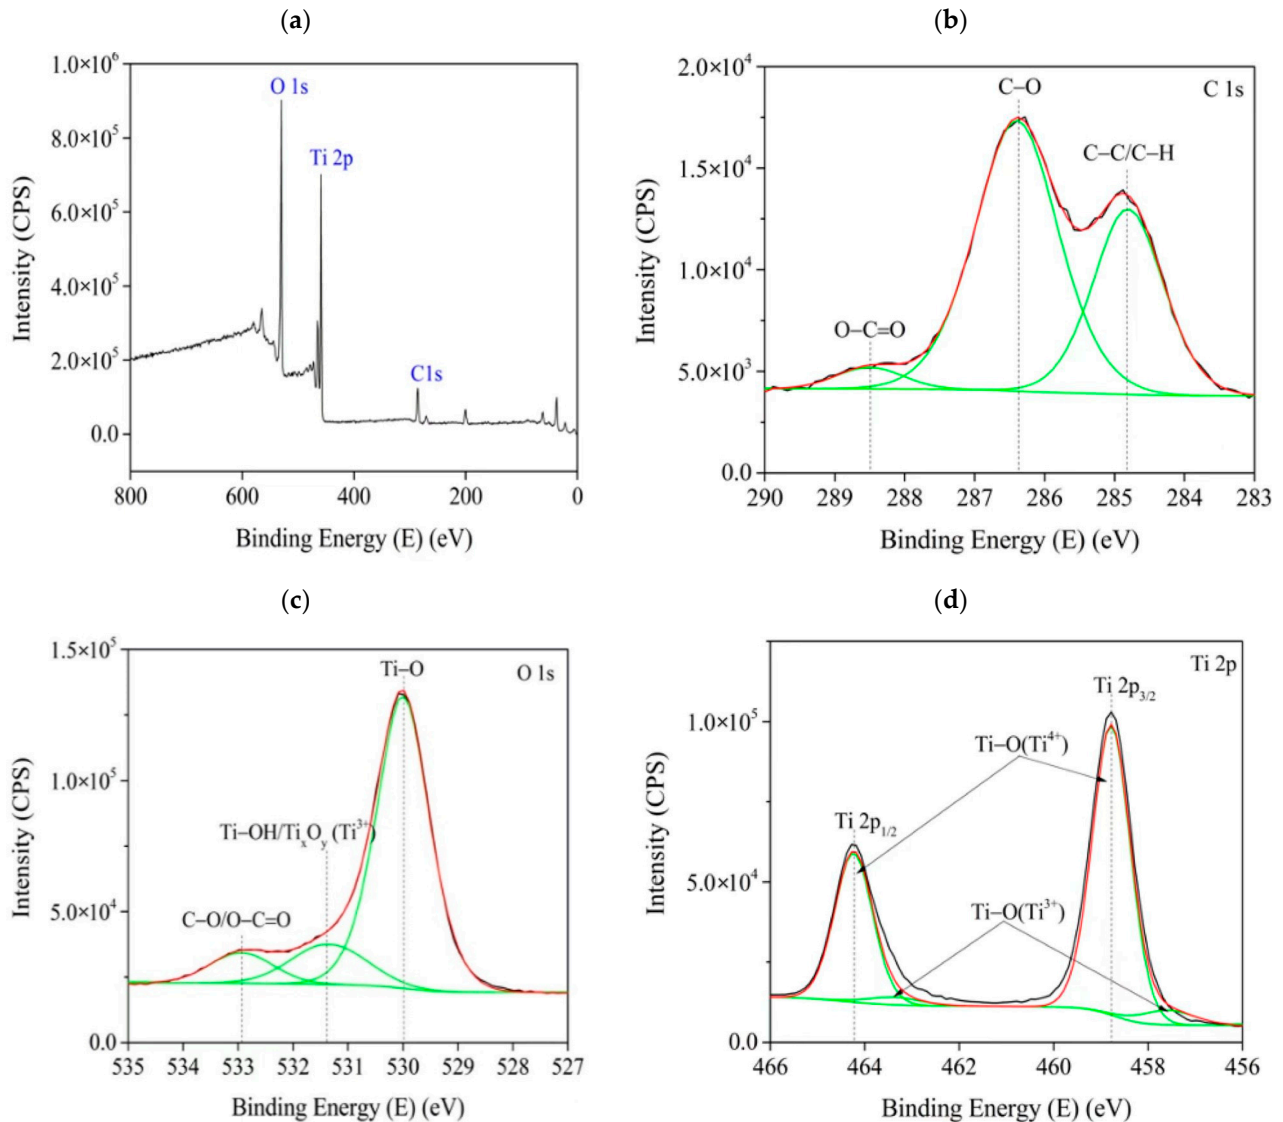 (a)
1.0×10⁶
8.0×10⁵
6.0×10⁵
4.0×10⁵
2.0×10⁵
0.0
Intensity (CPS)
O 1s
Ti 2p
C1s
800 600 400 200 0
Binding Energy (E) (eV)
(b)
2.0×10⁴
1.5×10⁴
1.0×10⁴
5.0×10³
0.0
Intensity (CPS)
C 1s
C–O
C–C/C–H
O–C=O
290 289 288 287 286 285 284 283
Binding Energy (E) (eV)
(c)
1.5×10⁵
1.0×10⁵
5.0×10⁴
0.0
Intensity (CPS)
O 1s
Ti–O
Ti–OH/TiₓOᵧ (Ti³⁺)
C–O/O–C=O
535 534 533 532 531 530 529 528 527
Binding Energy (E) (eV)
(d)
1.0×10⁵
5.0×10⁴
0.0
Intensity (CPS)
Ti 2p
Ti 2p₃/₂
Ti–O(Ti⁴⁺)
Ti 2p₁/₂
Ti–O(Ti³⁺)
466 464 462 460 458 456
Binding Energy (E) (eV)